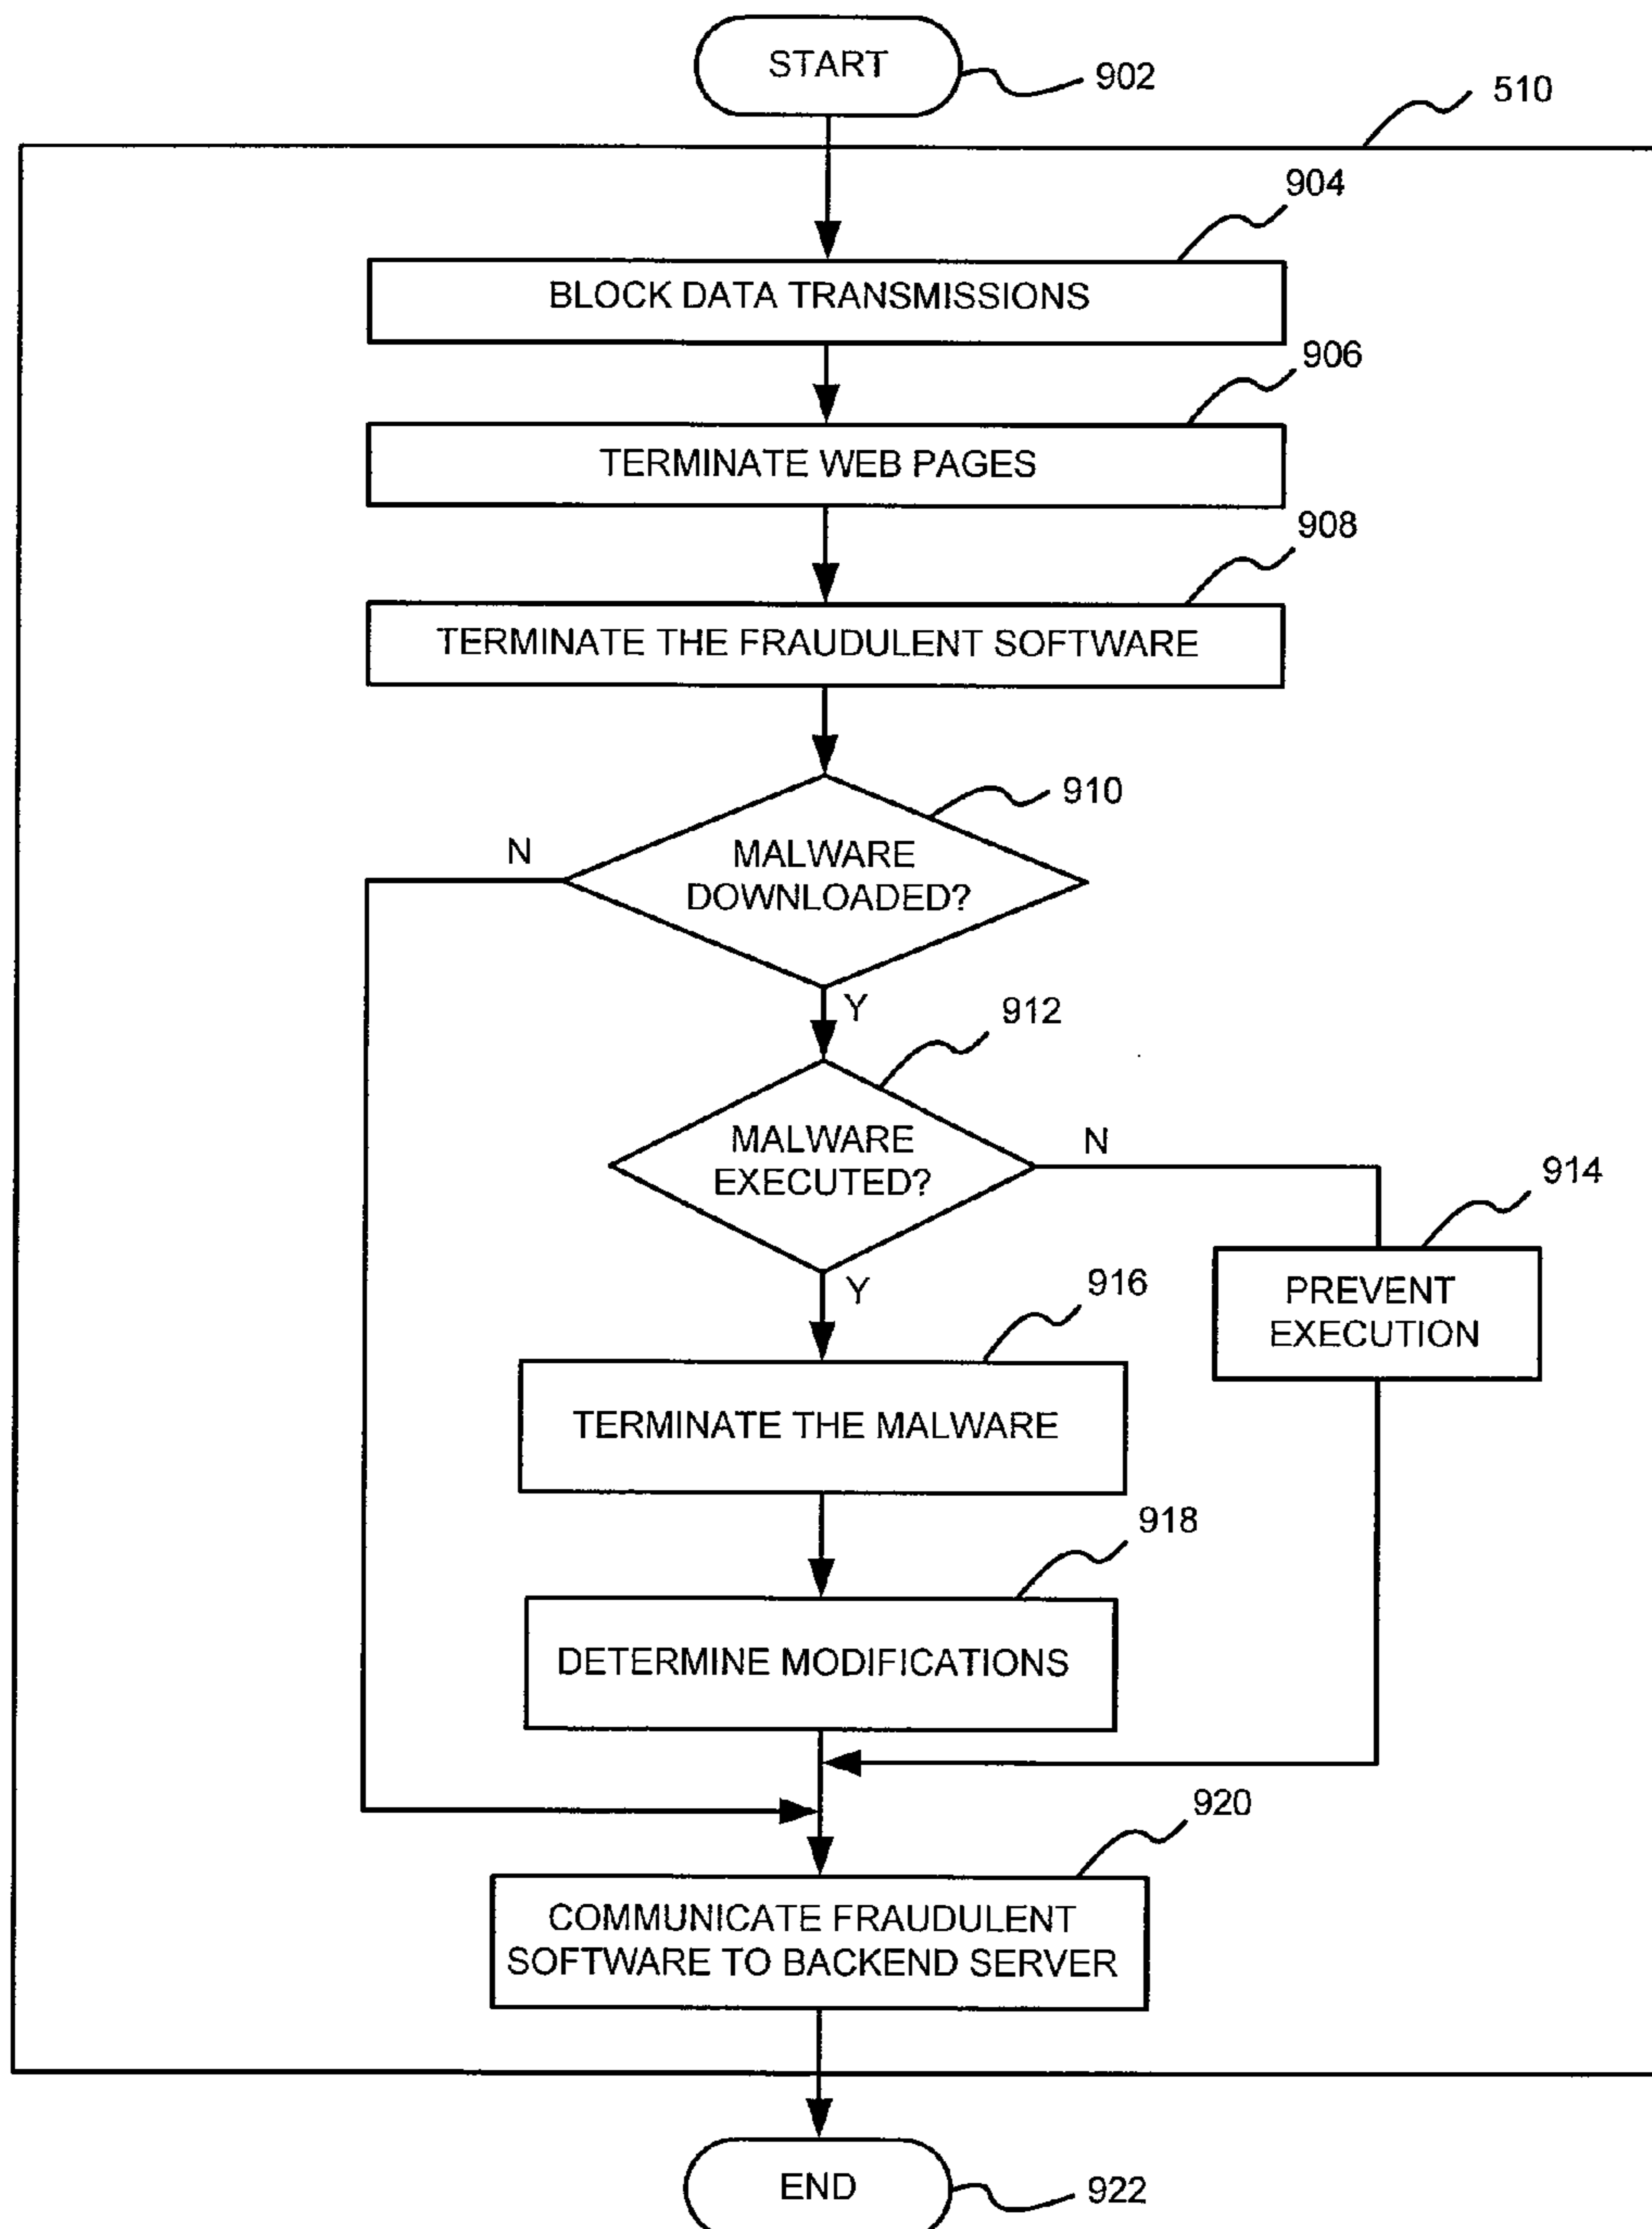 START
902
510
904
BLOCK DATA TRANSMISSIONS
906
TERMINATE WEB PAGES
908
TERMINATE THE FRAUDULENT SOFTWARE
910
MALWARE
DOWNLOADED?
N
Y
912
MALWARE
EXECUTED?
N
914
PREVENT
EXECUTION
Y
916
TERMINATE THE MALWARE
918
DETERMINE MODIFICATIONS
920
COMMUNICATE FRAUDULENT
SOFTWARE TO BACKEND SERVER
END
922